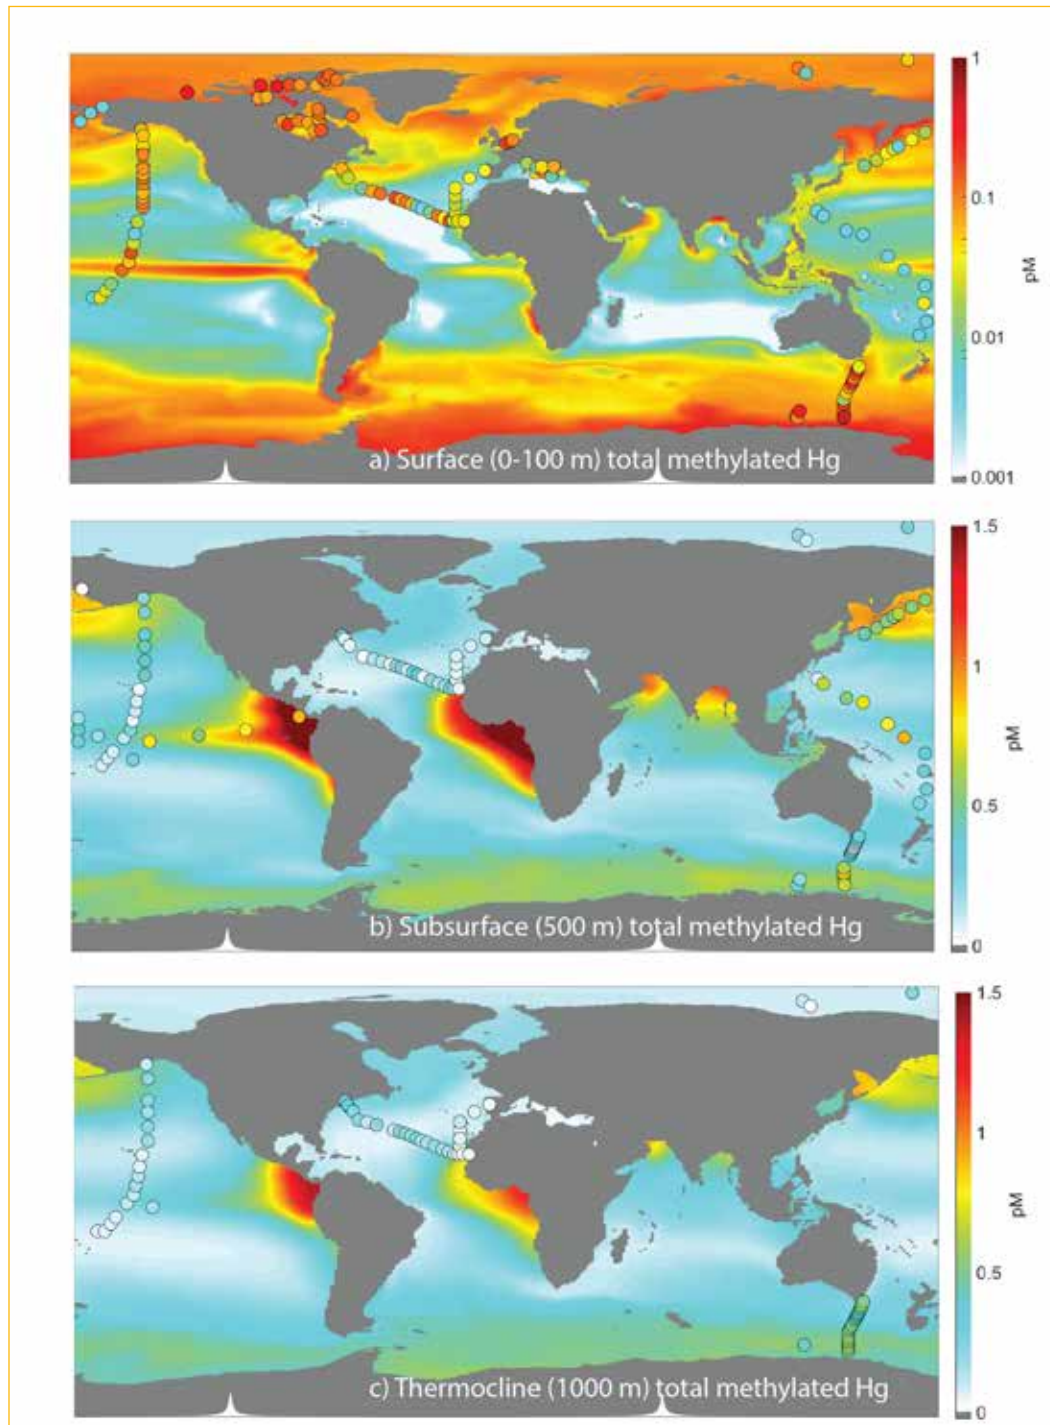 1
0.1
pM
0.01
0.001
a) Surface (0-100 m) total methylated Hg
1.5
1
pM
0.5
0
b) Subsurface (500 m) total methylated Hg
1.5
1
pM
0.5
0
c) Thermocline (1000 m) total methylated Hg